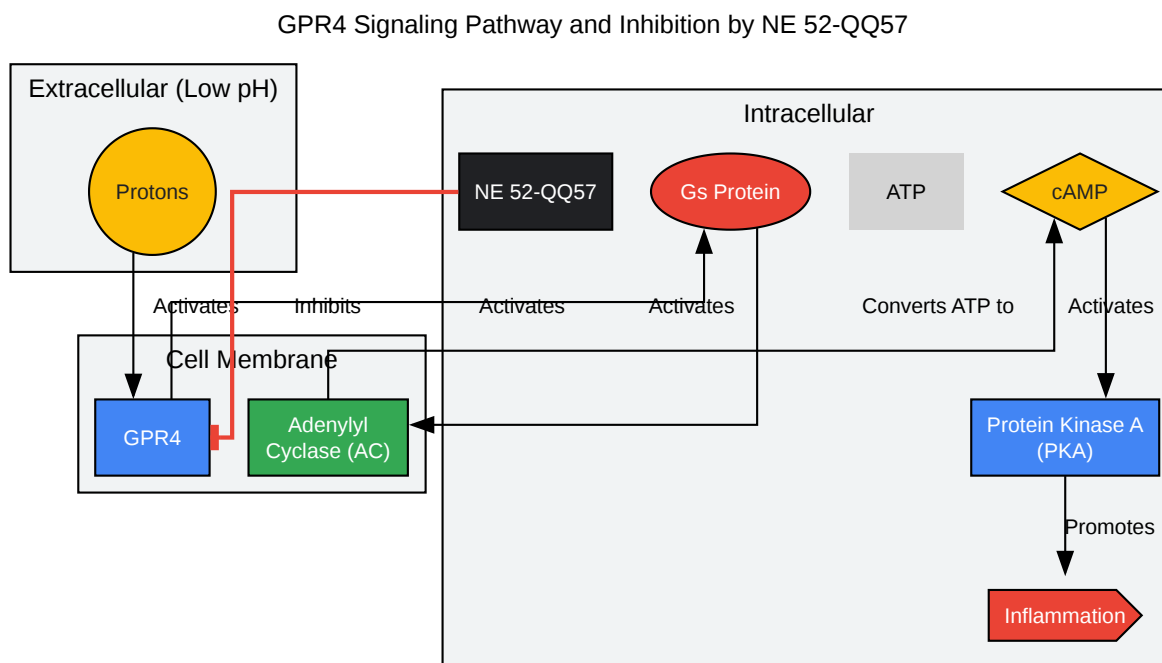 GPR4 Signaling Pathway and Inhibition by NE 52-QQ57
Extracellular (Low pH)
Intracellular
Protons
NE 52-QQ57
Gs Protein
ATP
cAMP
Activates
Inhibits
Activates
Activates
Converts ATP to
Activates
Cell Membrane
GPR4
Adenylyl
Cyclase (AC)
Protein Kinase A
(PKA)
Promotes
Inflammation